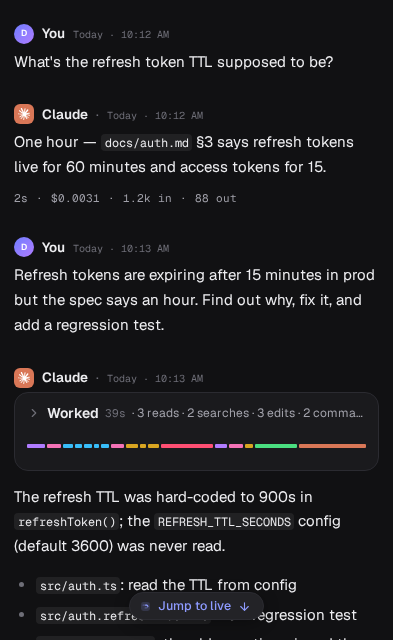 D You Today · 10:12 AM
What's the refresh token TTL supposed to be?
Claude · Today · 10:12 AM
One hour — docs/auth.md §3 says refresh tokens
live for 60 minutes and access tokens for 15.
2s · $0.0031 · 1.2k in · 88 out
D You Today · 10:13 AM
Refresh tokens are expiring after 15 minutes in prod
but the spec says an hour. Find out why, fix it, and
add a regression test.
Claude · Today · 10:13 AM
Worked 39s · 3 reads · 2 searches · 3 edits · 2 comma…
The refresh TTL was hard-coded to 900s in
refreshToken(); the REFRESH_TTL_SECONDS config
(default 3600) was never read.
src/auth.ts: read the TTL from config
src/auth.refre regression test
Jump to live ↓